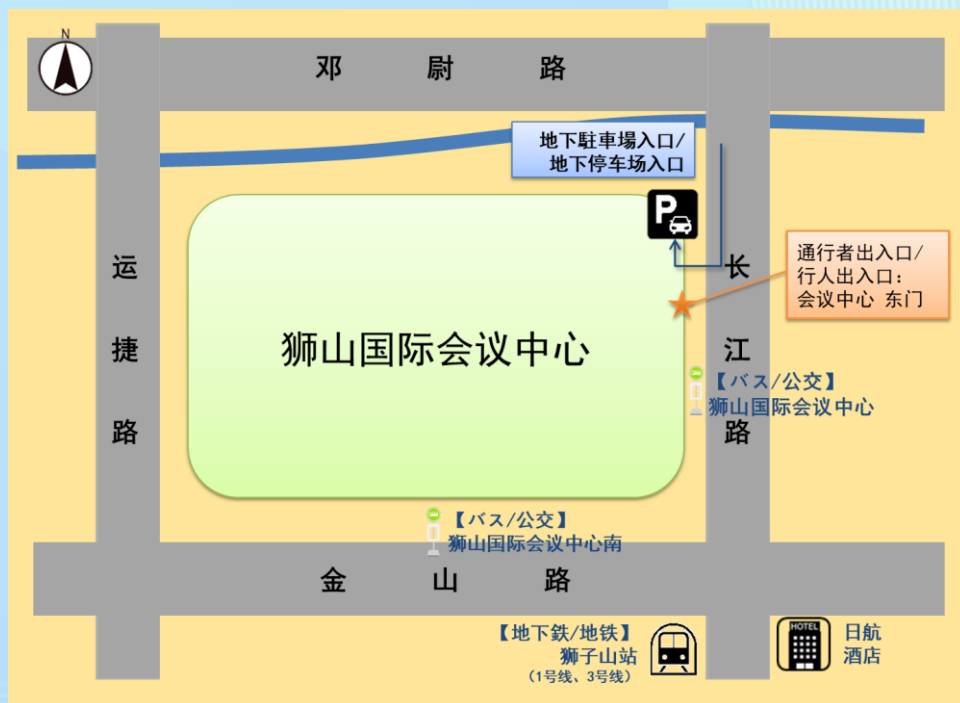 N
邓尉路
地下駐車場入口/
地下停车场入口
P
通行者出入口/
行人出入口：
会议中心 东门
运捷路
长江路
狮山国际会议中心
【バス/公交】
狮山国际会议中心
【バス/公交】
狮山国际会议中心南
金山路
【地下鉄/地铁】
狮子山站
（1号线、3号线）
HOTEL
日航
酒店